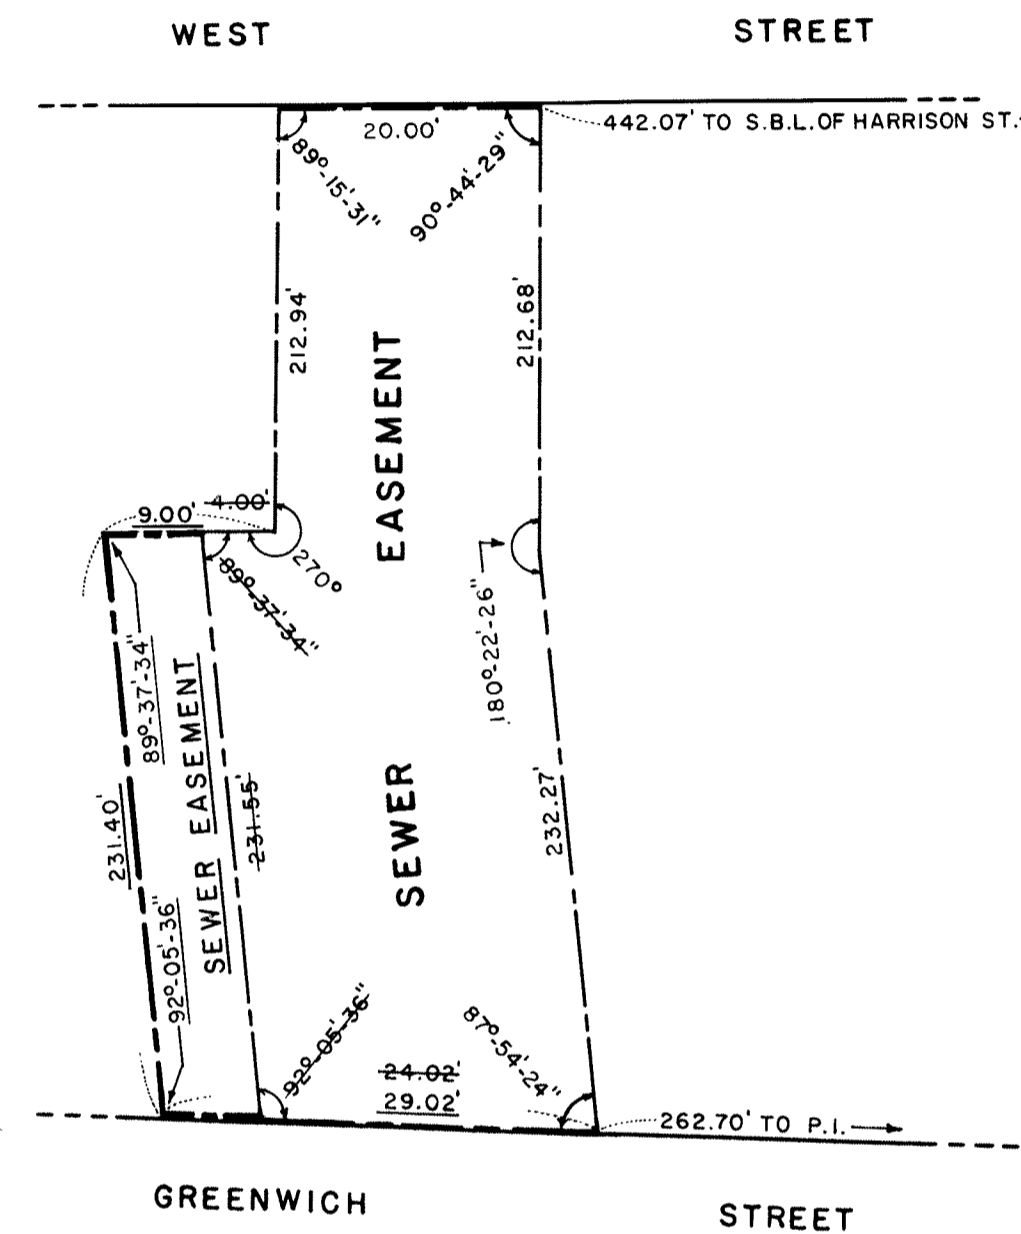 WEST STREET
442.07' TO S.B.L. OF HARRISON ST.
20.00'
89°-15'-31"
90°-44'-29"
212.94'
212.68'
EASEMENT
4.00'
9.00'
270°
89°-37'-34"
180°-22'-26"
89°-37'-34"
SEWER EASEMENT
231.40'
231.55'
232.27'
SEWER
92°-05'-36"
92°-05'-36"
87°-54'-24"
24.02'
29.02'
262.70' TO P.I.
GREENWICH STREET